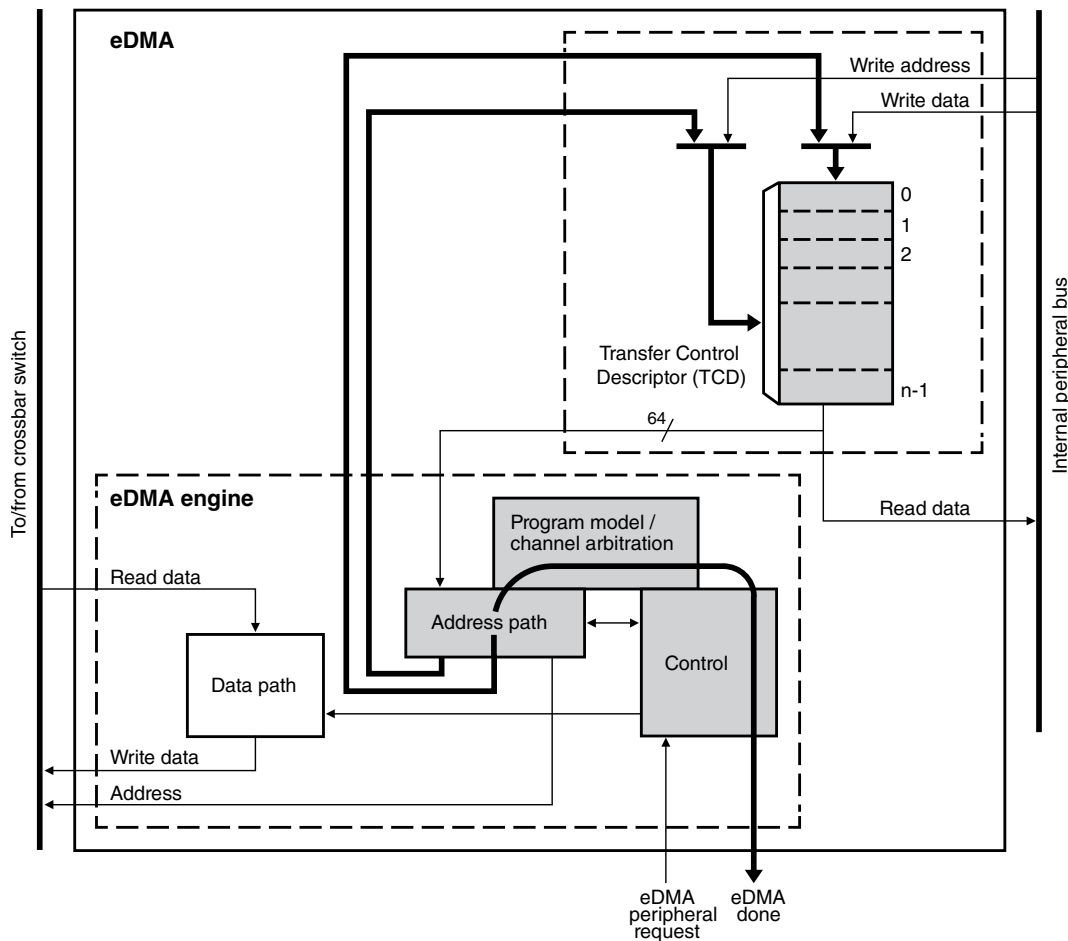 eDMA
Write address
Write data
0
1
2
n-1
Transfer Control
Descriptor (TCD)
64
To/from crossbar switch
Internal peripheral bus
eDMA engine
Program model /
channel arbitration
Read data
Read data
Address path
Control
Data path
Write data
Address
eDMA
peripheral
request
eDMA
done